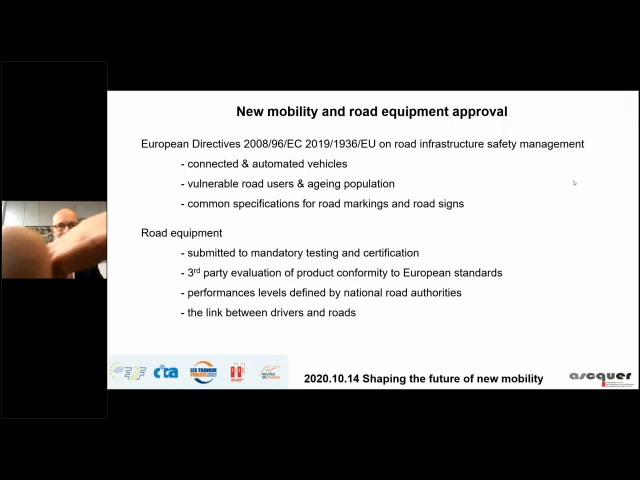 New mobility and road equipment approval
European Directives 2008/96/EC 2019/1936/EU on road infrastructure safety management
- connected & automated vehicles
- vulnerable road users & ageing population
- common specifications for road markings and road signs
Road equipment
- submitted to mandatory testing and certification
- 3rd party evaluation of product conformity to European standards
- performances levels defined by national road authorities
- the link between drivers and roads
cita
LES TRAVAUX
2020.10.14 Shaping the future of new mobility
ascquer